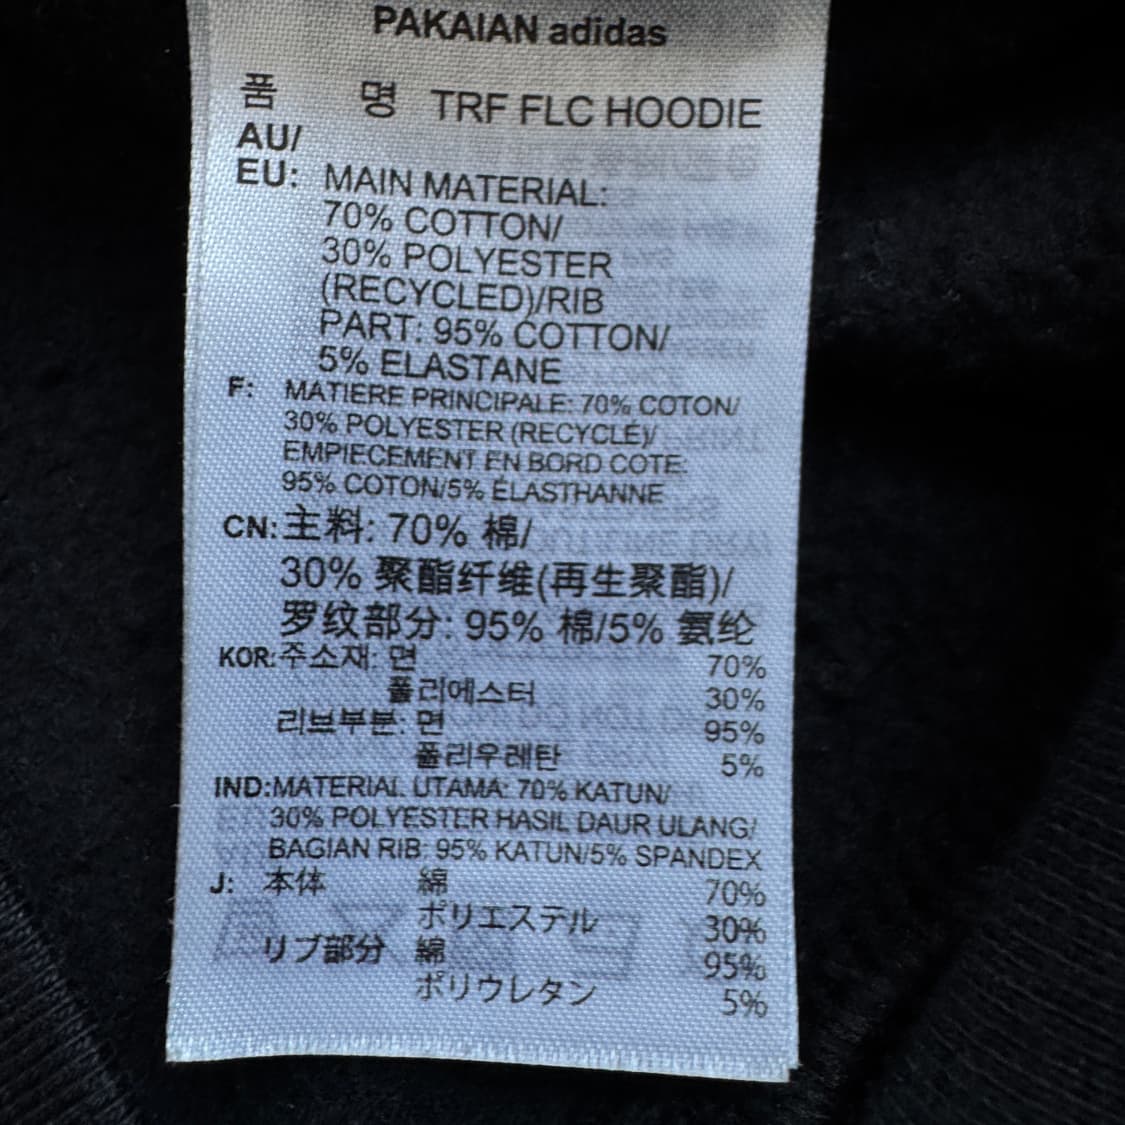 PAKAIAN adidas
품 명 TRF FLC HOODIE
AU/
EU: MAIN MATERIAL:
70% COTTON/
30% POLYESTER
(RECYCLED)/RIB
PART: 95% COTTON/
5% ELASTANE
F: MATIERE PRINCIPALE: 70% COTON/
30% POLYESTER (RECYCLÉ)/
EMPIECEMENT EN BORD COTE:
95% COTON/5% ÉLASTHANNE
CN: 主料: 70% 棉/
30% 聚酯纤维(再生聚酯)/
罗纹部分: 95% 棉/5% 氨纶
KOR: 주소재: 면 70%
폴리에스터 30%
리브부분: 면 95%
폴리우레탄 5%
IND: MATERIAL UTAMA: 70% KATUN/
30% POLYESTER HASIL DAUR ULANG/
BAGIAN RIB: 95% KATUN/5% SPANDEX
J: 本体 綿 70%
ポリエステル 30%
リブ部分 綿 95%
ポリウレタン 5%